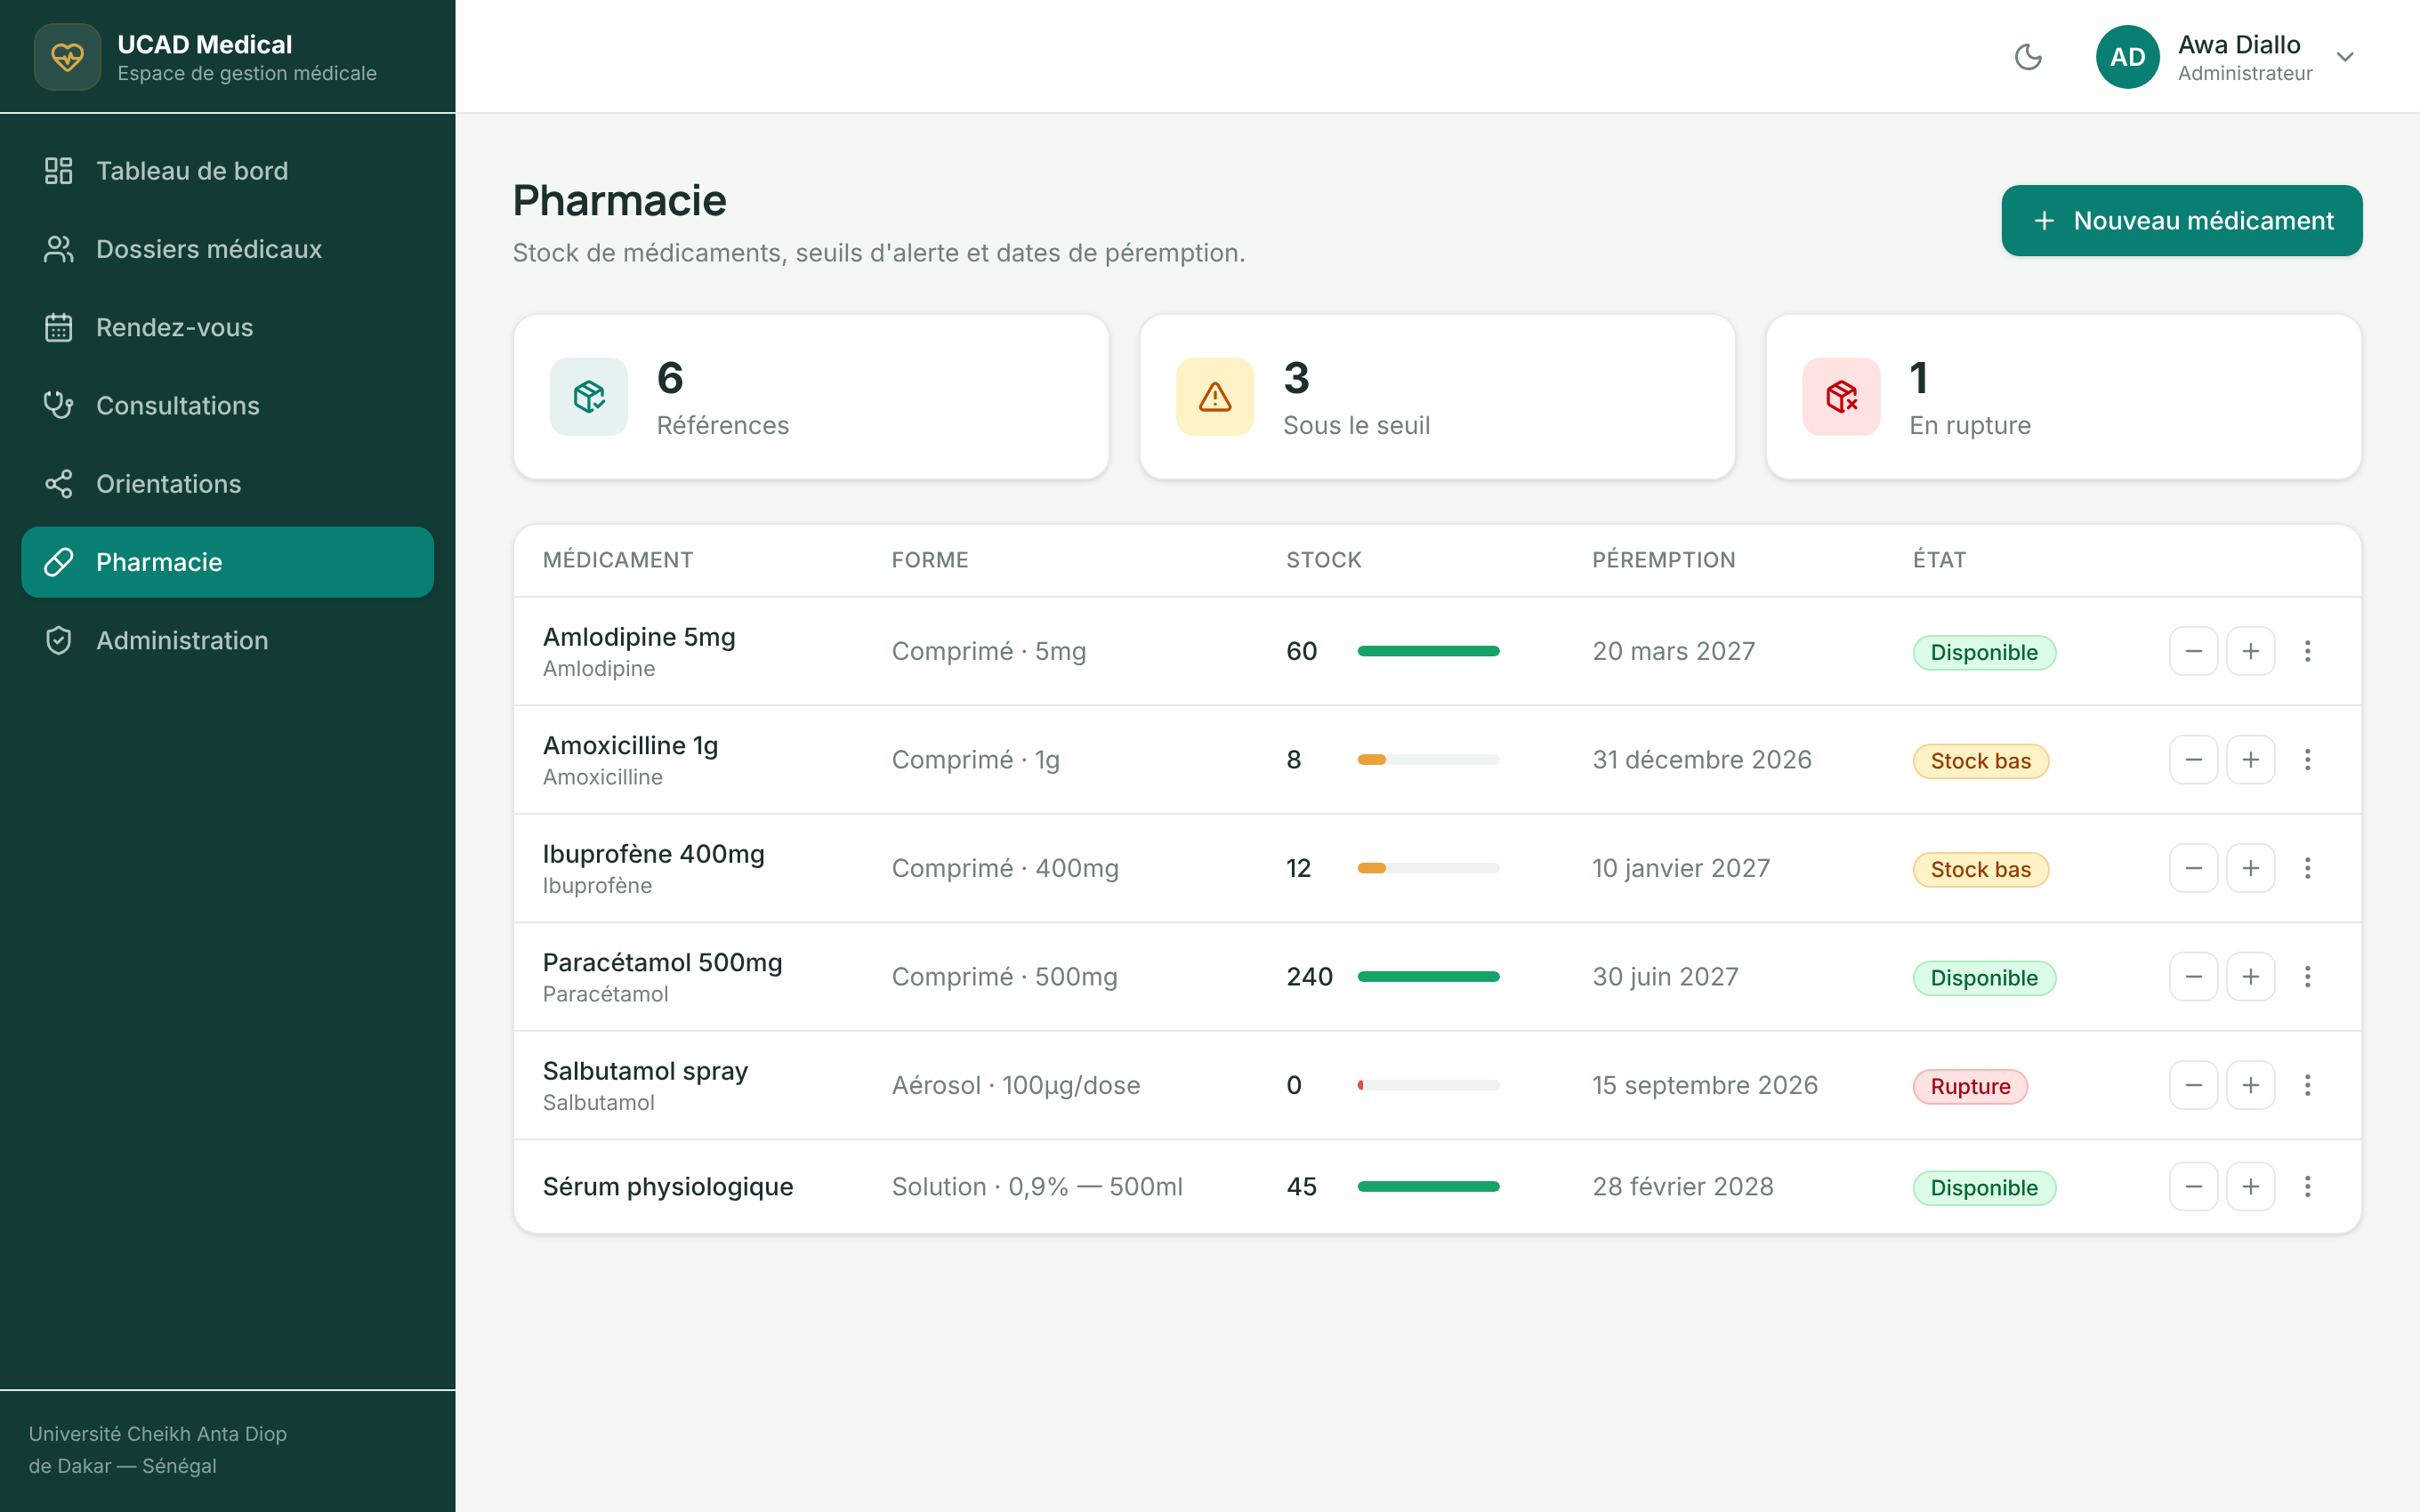 UCAD Medical
Espace de gestion médicale
Tableau de bord
Dossiers médicaux
Rendez-vous
Consultations
Orientations
Pharmacie
Administration
Université Cheikh Anta Diop
de Dakar — Sénégal
AD
Awa Diallo
Administrateur
Pharmacie
Stock de médicaments, seuils d'alerte et dates de péremption.
Nouveau médicament
6
Références
3
Sous le seuil
1
En rupture
MÉDICAMENT FORME STOCK PÉREMPTION ÉTAT
Amlodipine 5mg
Amlodipine
Comprimé · 5mg 60 20 mars 2027 Disponible
Amoxicilline 1g
Amoxicilline
Comprimé · 1g 8 31 décembre 2026 Stock bas
Ibuprofène 400mg
Ibuprofène
Comprimé · 400mg 12 10 janvier 2027 Stock bas
Paracétamol 500mg
Paracétamol
Comprimé · 500mg 240 30 juin 2027 Disponible
Salbutamol spray
Salbutamol
Aérosol · 100µg/dose 0 15 septembre 2026 Rupture
Sérum physiologique Solution · 0,9% — 500ml 45 28 février 2028 Disponible